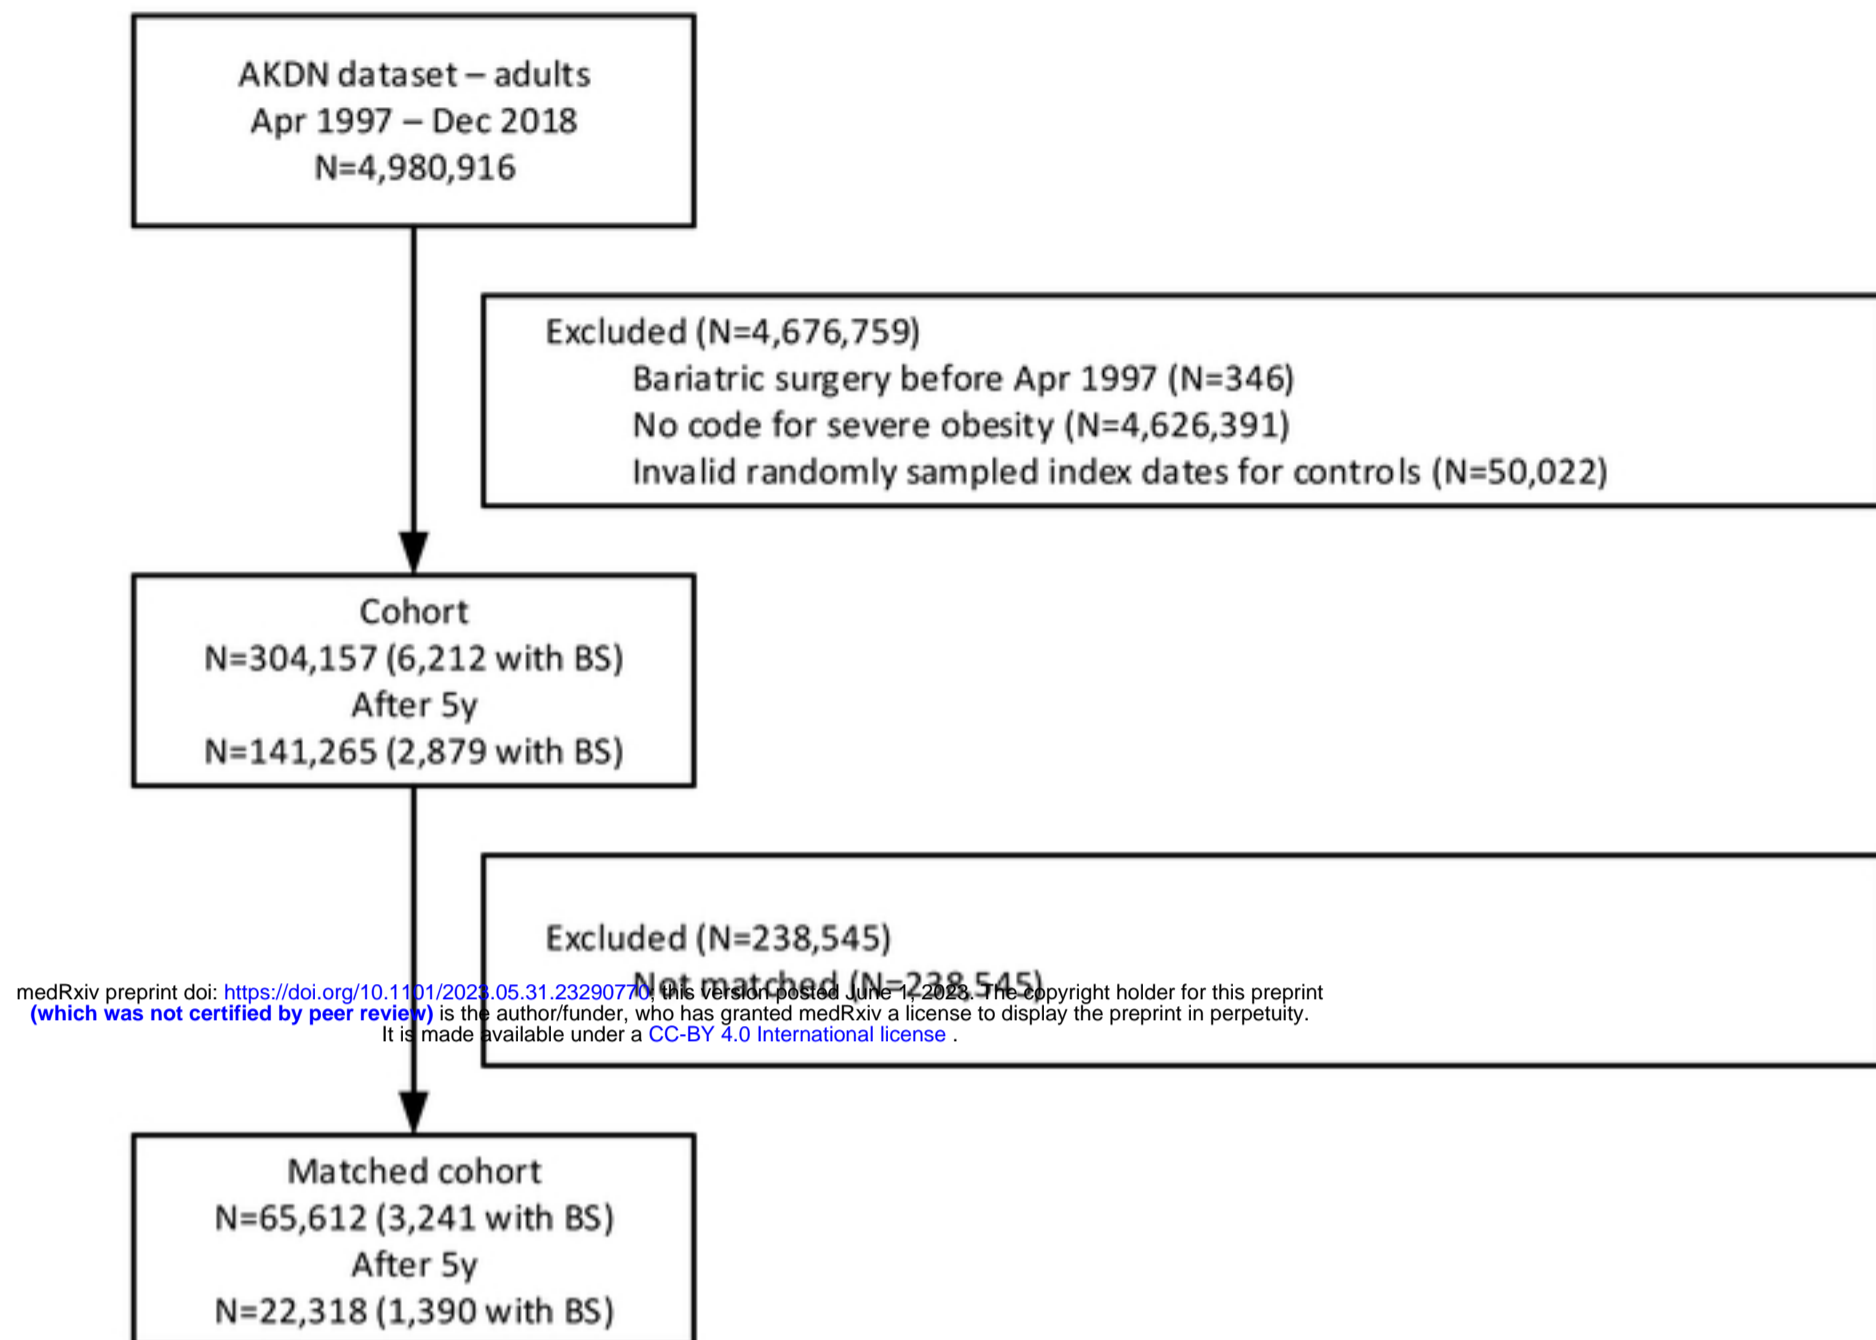 AKDN dataset – adults
Apr 1997 – Dec 2018
N=4,980,916
Excluded (N=4,676,759)
Bariatric surgery before Apr 1997 (N=346)
No code for severe obesity (N=4,626,391)
Invalid randomly sampled index dates for controls (N=50,022)
Cohort
N=304,157 (6,212 with BS)
After 5y
N=141,265 (2,879 with BS)
Excluded (N=238,545)
Not matched (N=238,545)
medRxiv preprint doi: https://doi.org/10.1101/2023.05.31.23290770; this version posted June 1, 2023. The copyright holder for this preprint
(which was not certified by peer review) is the author/funder, who has granted medRxiv a license to display the preprint in perpetuity.
It is made available under a CC-BY 4.0 International license .
Matched cohort
N=65,612 (3,241 with BS)
After 5y
N=22,318 (1,390 with BS)